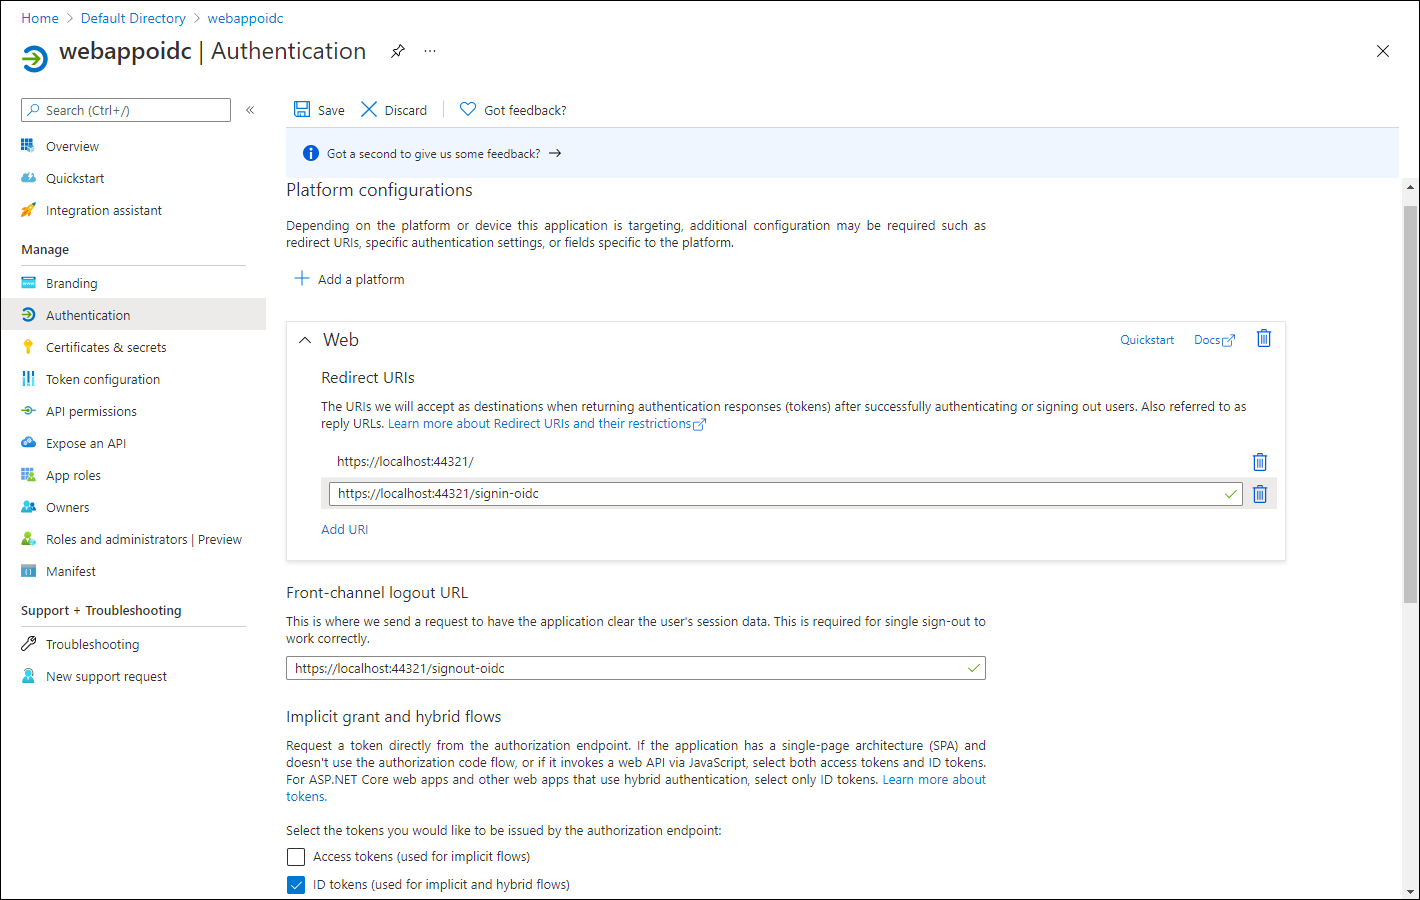 Home > Default Directory > webappoidc
webappoidc | Authentication
Search (Ctrl+/)
Overview
Quickstart
Integration assistant
Manage
Branding
Authentication
Certificates & secrets
Token configuration
API permissions
Expose an API
App roles
Owners
Roles and administrators | Preview
Manifest
Support + Troubleshooting
Troubleshooting
New support request
Save Discard Got feedback?
Got a second to give us some feedback?
Platform configurations
Depending on the platform or device this application is targeting, additional configuration may be required such as
redirect URIs, specific authentication settings, or fields specific to the platform.
Add a platform
Web Quickstart Docs
Redirect URIs
The URIs we will accept as destinations when returning authentication responses (tokens) after successfully authenticating or signing out users. Also referred to as
reply URLs. Learn more about Redirect URIs and their restrictions
https://localhost:44321/
https://localhost:44321/signin-oidc
Add URI
Front-channel logout URL
This is where we send a request to have the application clear the user's session data. This is required for single sign-out to
work correctly.
https://localhost:44321/signout-oidc
Implicit grant and hybrid flows
Request a token directly from the authorization endpoint. If the application has a single-page architecture (SPA) and
doesn't use the authorization code flow, or if it invokes a web API via JavaScript, select both access tokens and ID tokens.
For ASP.NET Core web apps and other web apps that use hybrid authentication, select only ID tokens. Learn more about
tokens.
Select the tokens you would like to be issued by the authorization endpoint:
Access tokens (used for implicit flows)
ID tokens (used for implicit and hybrid flows)